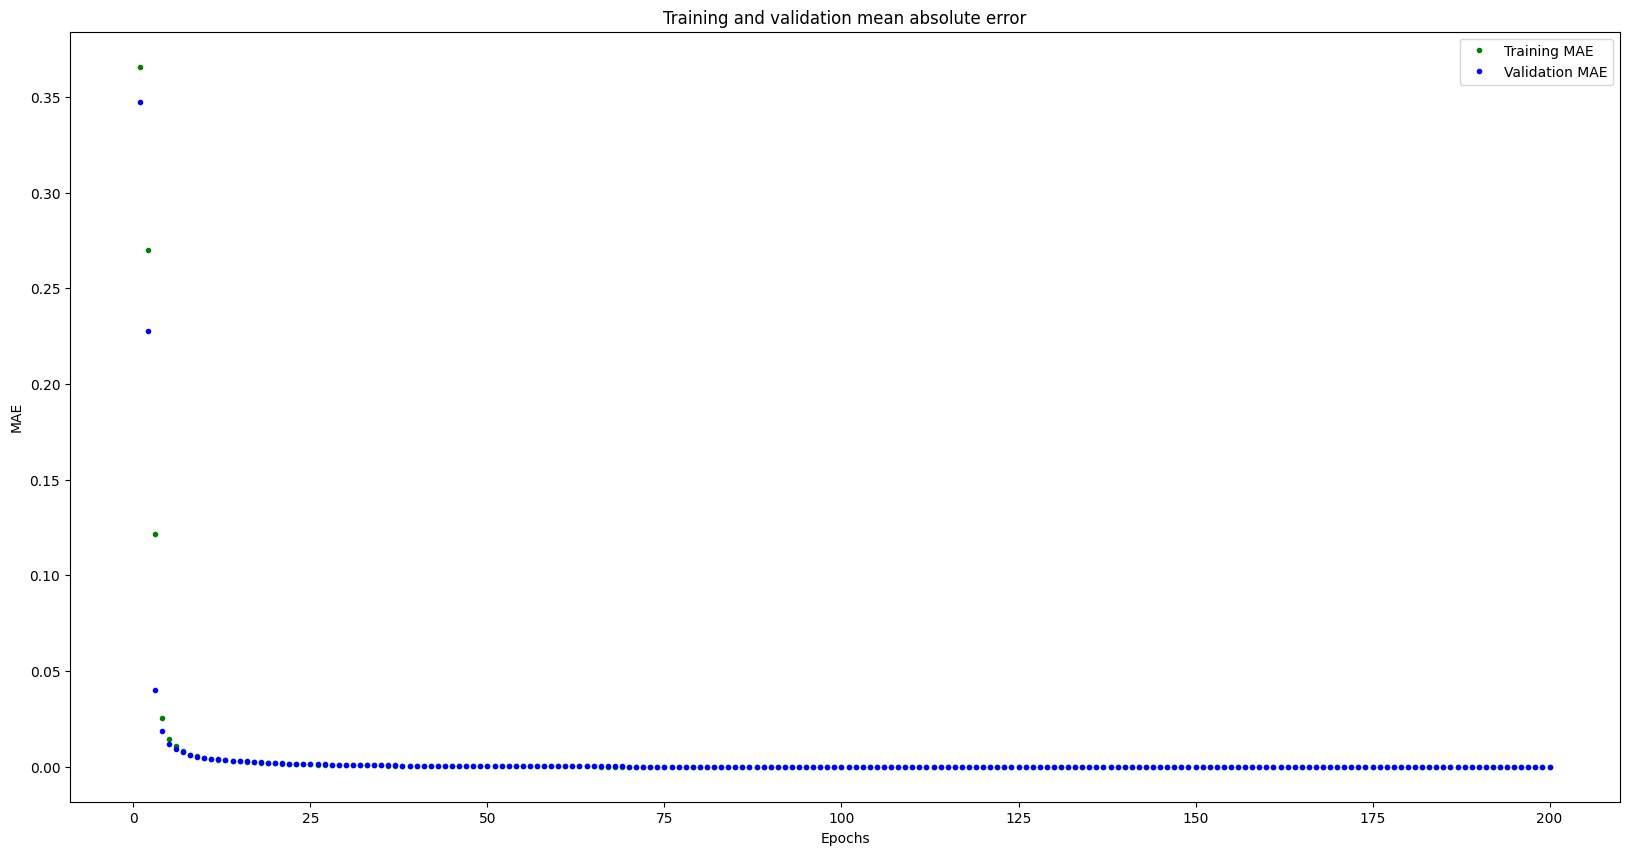 Training and validation mean absolute error
Training MAE
Validation MAE
0.35
0.30
0.25
0.20
0.15
0.10
0.05
0.00
MAE
0 25 50 75 100 125 150 175 200
Epochs